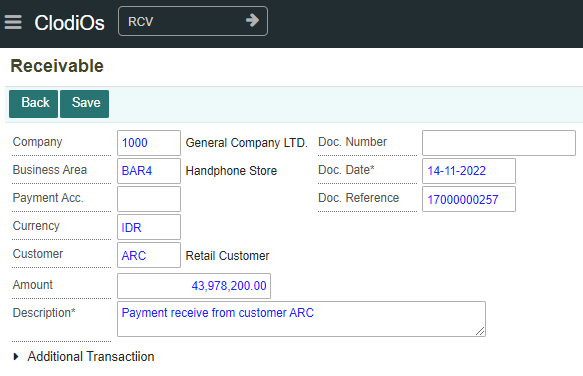 ClodiOs RCV
Receivable
Back Save
Company 1000 General Company LTD. Doc. Number
Business Area BAR4 Handphone Store Doc. Date* 14-11-2022
Payment Acc. Doc. Reference 17000000257
Currency IDR
Customer ARC Retail Customer
Amount 43,978,200.00
Description* Payment receive from customer ARC
Additional Transactiion